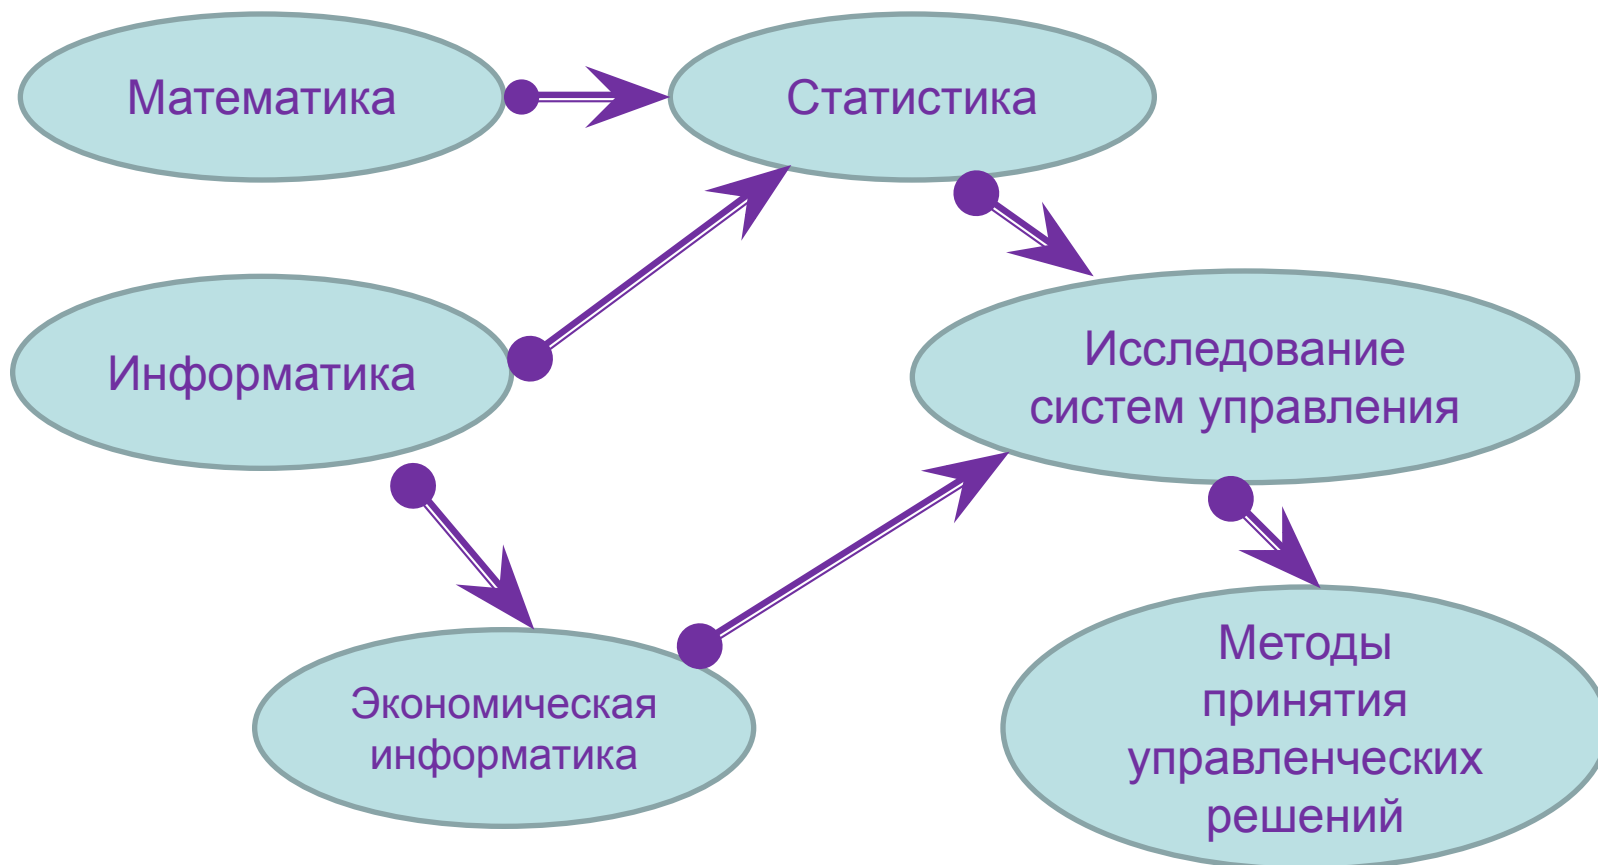 Математика
Статистика
Информатика
Исследование
систем управления
Экономическая
информатика
Методы
принятия
управленческих
решений